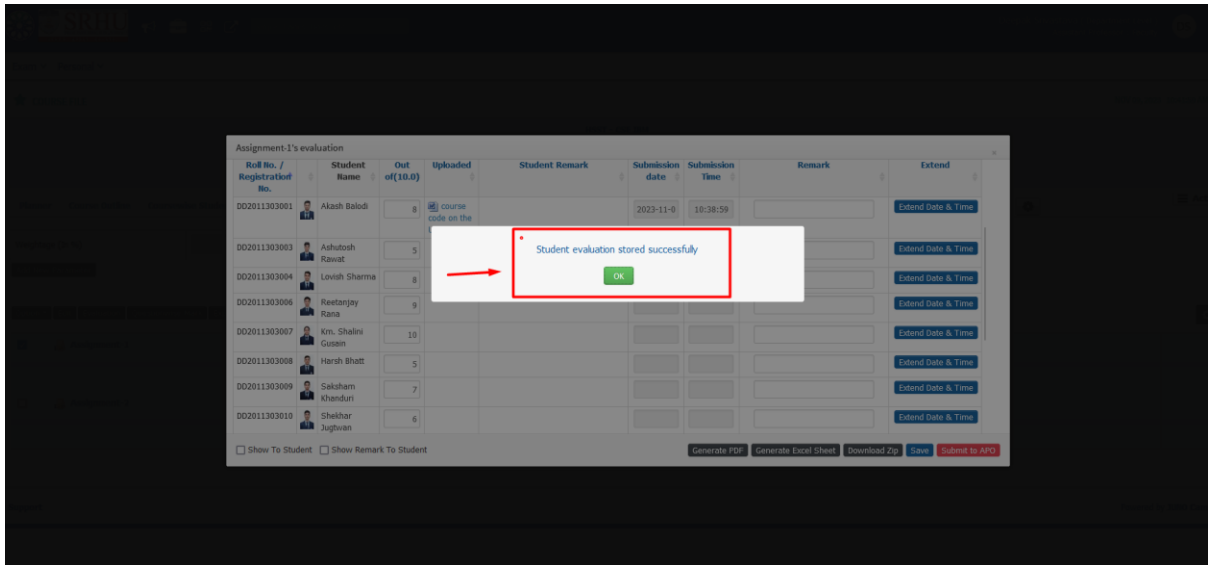 Assignment-1's evaluation
Roll No. / Registration No. Student Name Out of(10.0) Uploaded Student Remark Submission date Submission Time Remark Extend
DD2011303001 Akash Balodi 8 course code on the 2023-11-0 10:38:59 Extend Date & Time
DD2011303003 Ashutosh Rawat 5 Extend Date & Time
DD2011303004 Lovish Sharma 8 Extend Date & Time
DD2011303006 Reetanjay Rana 9 Extend Date & Time
DD2011303007 Km. Shalini Gusain 10 Extend Date & Time
DD2011303008 Harsh Bhatt 5 Extend Date & Time
DD2011303009 Saksham Khanduri 7 Extend Date & Time
DD2011303010 Shekhar Jugtwan 6 Extend Date & Time
Student evaluation stored successfully
OK
Show To Student Show Remark To Student Generate PDF Generate Excel Sheet Download Zip Save Submit to APO